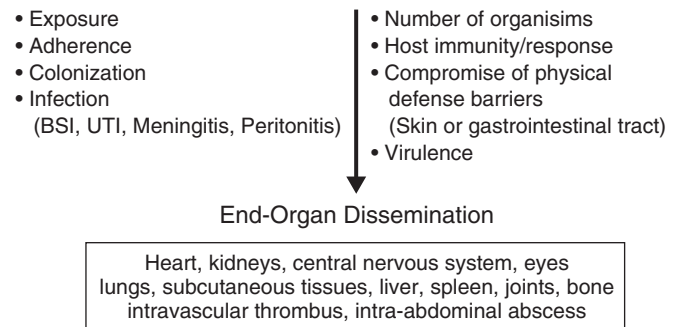 • Exposure
• Adherence
• Colonization
• Infection
(BSI, UTI, Meningitis, Peritonitis)
• Number of organisims
• Host immunity/response
• Compromise of physical
defense barriers
(Skin or gastrointestinal tract)
• Virulence
End-Organ Dissemination
Heart, kidneys, central nervous system, eyes
lungs, subcutaneous tissues, liver, spleen, joints, bone
intravascular thrombus, intra-abdominal abscess